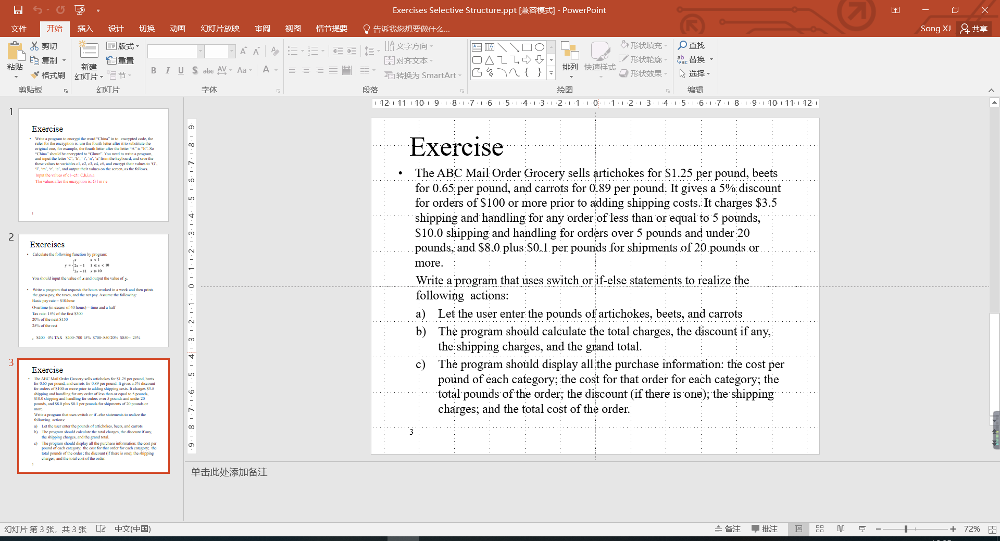 Exercises Selective Structure.ppt [兼容模式] - PowerPoint
文件 开始 插入 设计 切换 动画 幻灯片放映 审阅 视图 情节提要 告诉我您想要做什么... Song XJ 共享
粘贴 剪切 复制 格式刷 新建 幻灯片 版式 重置 节
B I U S abc AV Aa A
文字方向 对齐文本 转换为 SmartArt
排列 快速样式 形状填充 形状轮廓 形状效果 查找 替换 选择
剪贴板 幻灯片 字体 段落 绘图 编辑
12 11 10 9 8 7 6 5 4 3 2 1 0 1 2 3 4 5 6 7 8 9 10 11 12
9 8 7 6 5 4 3 2 1 0 1 2 3 4 5 6 7 8 9
1
Exercise
• Write a program to encrypt the word “China” in to encrypted code, the
rules for the encryption is: use the fourth letter after it to substitute the
original one, for example, the fourth letter after the letter “A” is “E”. So
“China” should be encrypted to “Glmre”. You need to write a program,
and input the letter ‘C’, ‘h’, ‘ i’, ‘n’, ‘a’ from the keyboard, and save the
these values to variables c1, c2, c3, c4, c5, and encrypt their values to ‘G’,
‘l’, ‘m’, ‘r’, ‘e’, and output their values on the screen, as the follows.
Input the values of c1~c5: C,h,i,n,a
The values after the encryption is: G l m r e
1
2
Exercises
• Calculate the following function by program:
x x < 1
y = 2x − 1 1 ⩽ x < 10
3x − 11 x ⩾ 10
You should input the value of x and output the value of y.
• Write a program that requests the hours worked in a week and then prints
the gross pay, the taxes, and the net pay. Assume the following:
Basic pay rate = $10/hour
Overtime (in excess of 40 hours) = time and a half
Tax rate: 15% of the first $300
20% of the next $150
25% of the rest
2 $400 0% TAX $400~700 15% $700~850 20% $850~ 25%
3
Exercise
• The ABC Mail Order Grocery sells artichokes for $1.25 per pound, beets
for 0.65 per pound, and carrots for 0.89 per pound. It gives a 5% discount
for orders of $100 or more prior to adding shipping costs. It charges $3.5
shipping and handling for any order of less than or equal to 5 pounds,
$10.0 shipping and handling for orders over 5 pounds and under 20
pounds, and $8.0 plus $0.1 per pounds for shipments of 20 pounds or
more.
Write a program that uses switch or if -else statements to realize the
following actions:
a) Let the user enter the pounds of artichokes, beets, and carrots
b) The program should calculate the total charges, the discount if any,
the shipping charges, and the grand total.
c) The program should display all the purchase information: the cost per
pound of each category; the cost for that order for each category; the
total pounds of the order; the discount (if there is one); the shipping
charges; and the total cost of the order.
3
Exercise
• The ABC Mail Order Grocery sells artichokes for $1.25 per pound, beets
for 0.65 per pound, and carrots for 0.89 per pound. It gives a 5% discount
for orders of $100 or more prior to adding shipping costs. It charges $3.5
shipping and handling for any order of less than or equal to 5 pounds,
$10.0 shipping and handling for orders over 5 pounds and under 20
pounds, and $8.0 plus $0.1 per pounds for shipments of 20 pounds or
more.
Write a program that uses switch or if-else statements to realize the
following actions:
a) Let the user enter the pounds of artichokes, beets, and carrots
b) The program should calculate the total charges, the discount if any,
the shipping charges, and the grand total.
c) The program should display all the purchase information: the cost per
pound of each category; the cost for that order for each category; the
total pounds of the order; the discount (if there is one); the shipping
charges; and the total cost of the order.
3
单击此处添加备注
幻灯片 第 3 张，共 3 张 中文(中国) 备注 批注 72%